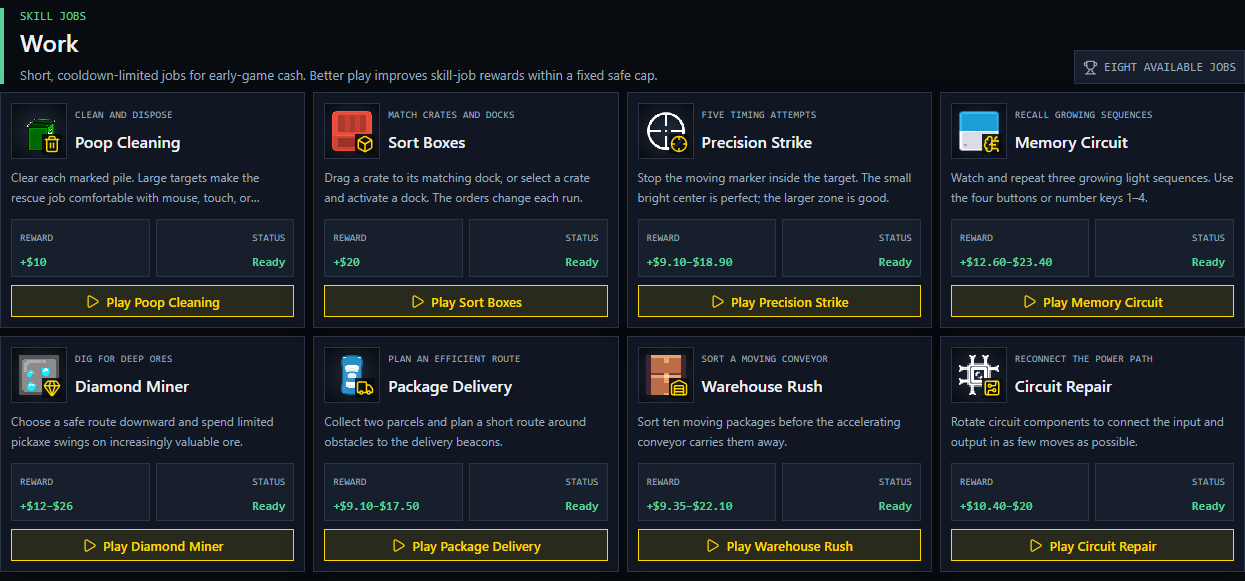 SKILL JOBS
Work
Short, cooldown-limited jobs for early-game cash. Better play improves skill-job rewards within a fixed safe cap.
EIGHT AVAILABLE JOBS
CLEAN AND DISPOSE
Poop Cleaning
Clear each marked pile. Large targets make the
rescue job comfortable with mouse, touch, or...
REWARD
STATUS
+$10
Ready
Play Poop Cleaning
MATCH CRATES AND DOCKS
Sort Boxes
Drag a crate to its matching dock, or select a crate
and activate a dock. The orders change each run.
REWARD
STATUS
+$20
Ready
Play Sort Boxes
FIVE TIMING ATTEMPTS
Precision Strike
Stop the moving marker inside the target. The small
bright center is perfect; the larger zone is good.
REWARD
STATUS
+$9.10–$18.90
Ready
Play Precision Strike
RECALL GROWING SEQUENCES
Memory Circuit
Watch and repeat three growing light sequences. Use
the four buttons or number keys 1–4.
REWARD
STATUS
+$12.60–$23.40
Ready
Play Memory Circuit
DIG FOR DEEP ORES
Diamond Miner
Choose a safe route downward and spend limited
pickaxe swings on increasingly valuable ore.
REWARD
STATUS
+$12–$26
Ready
Play Diamond Miner
PLAN AN EFFICIENT ROUTE
Package Delivery
Collect two parcels and plan a short route around
obstacles to the delivery beacons.
REWARD
STATUS
+$9.10–$17.50
Ready
Play Package Delivery
SORT A MOVING CONVEYOR
Warehouse Rush
Sort ten moving packages before the accelerating
conveyor carries them away.
REWARD
STATUS
+$9.35–$22.10
Ready
Play Warehouse Rush
RECONNECT THE POWER PATH
Circuit Repair
Rotate circuit components to connect the input and
output in as few moves as possible.
REWARD
STATUS
+$10.40–$20
Ready
Play Circuit Repair